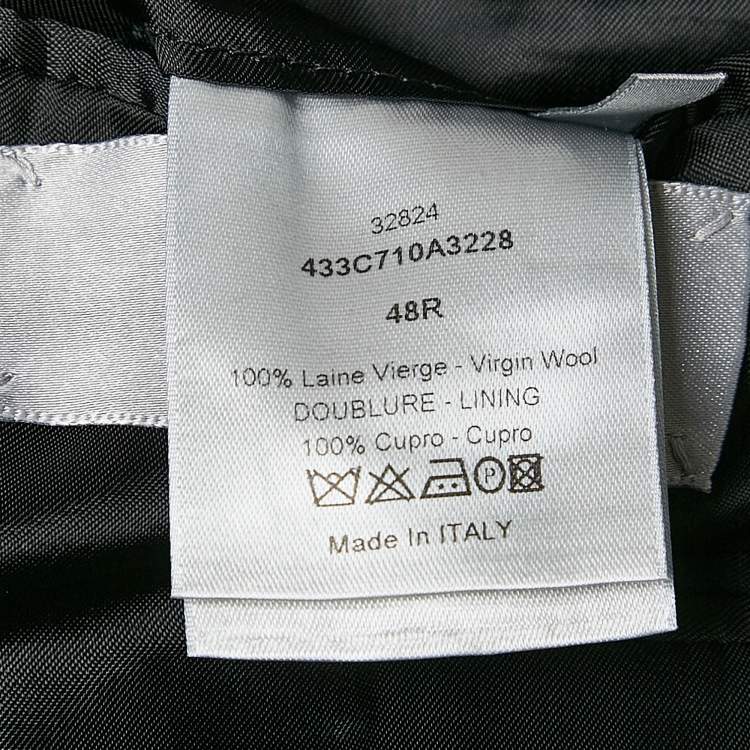 32824
433C710A3228
48R
100% Laine Vierge - Virgin Wool
DOUBLURE - LINING
100% Cupro - Cupro
P
Made In ITALY